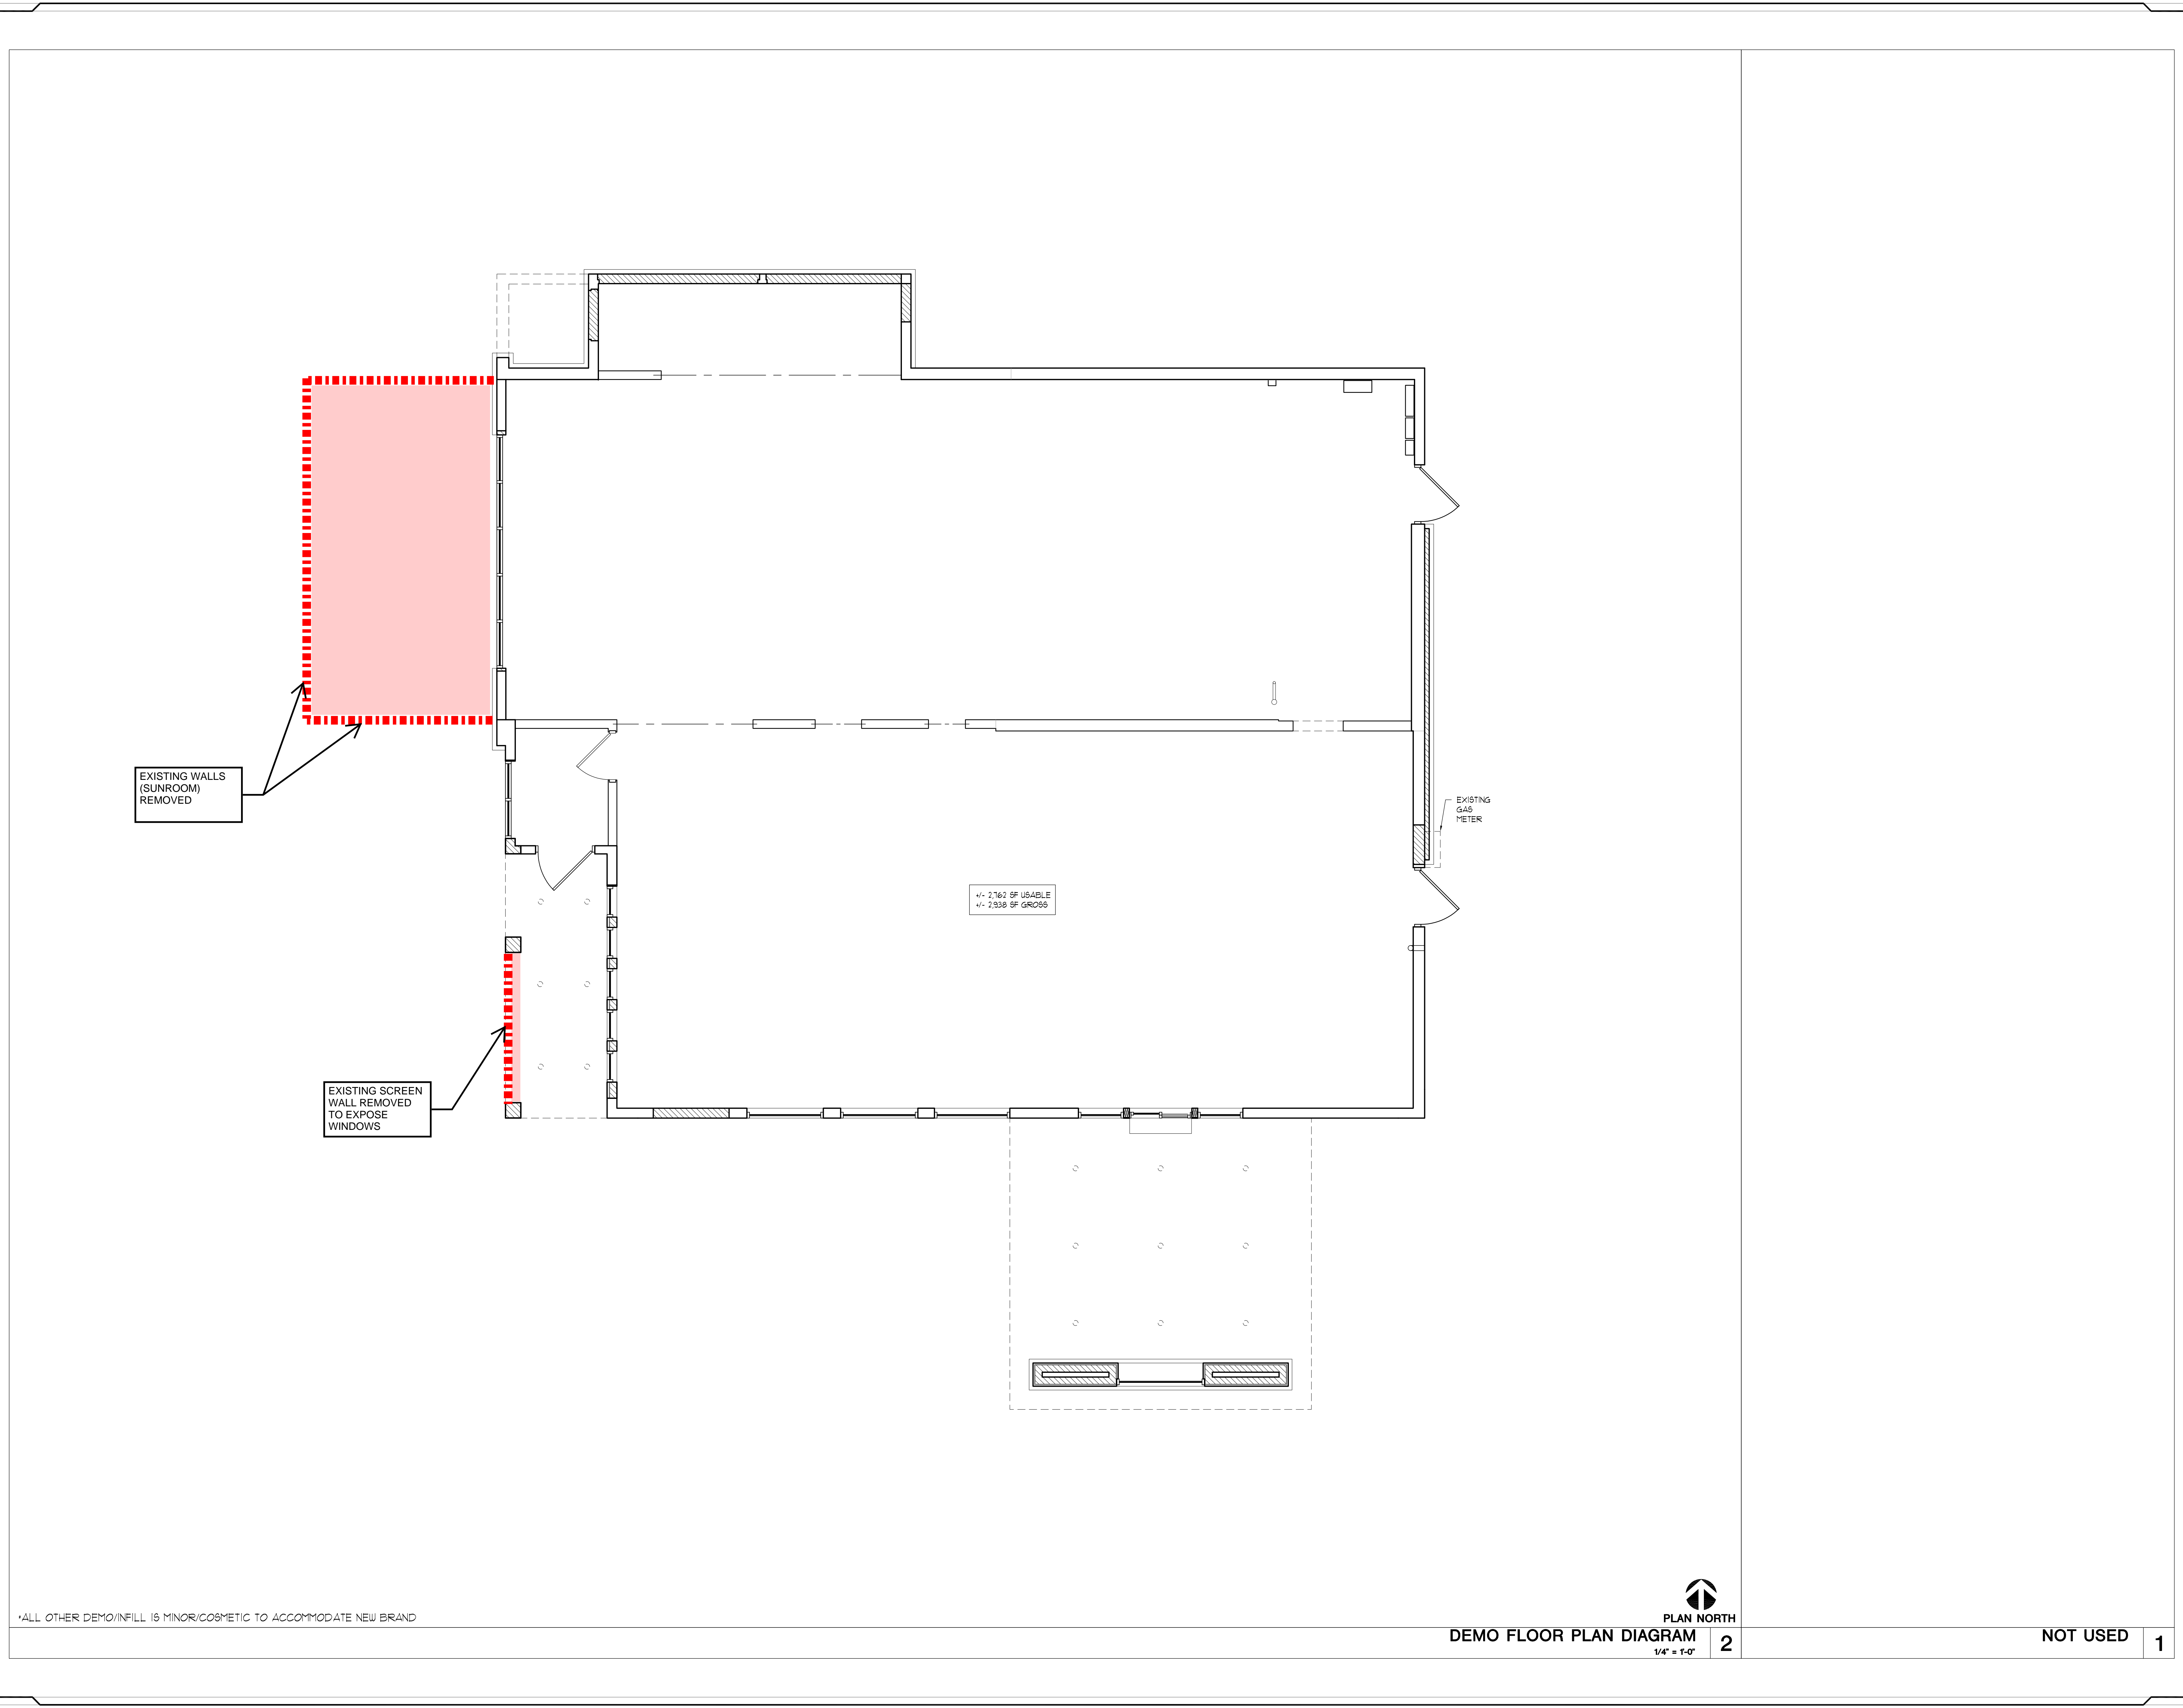 EXISTING WALLS
(SUNROOM)
REMOVED
EXISTING
GAS
METER
+/- 2,762 SF USABLE
+/- 2,938 SF GROSS
EXISTING SCREEN
WALL REMOVED
TO EXPOSE
WINDOWS
*ALL OTHER DEMO/INFILL IS MINOR/COSMETIC TO ACCOMMODATE NEW BRAND
PLAN NORTH
DEMO FLOOR PLAN DIAGRAM
1/4" = 1'-0"
2
NOT USED
1